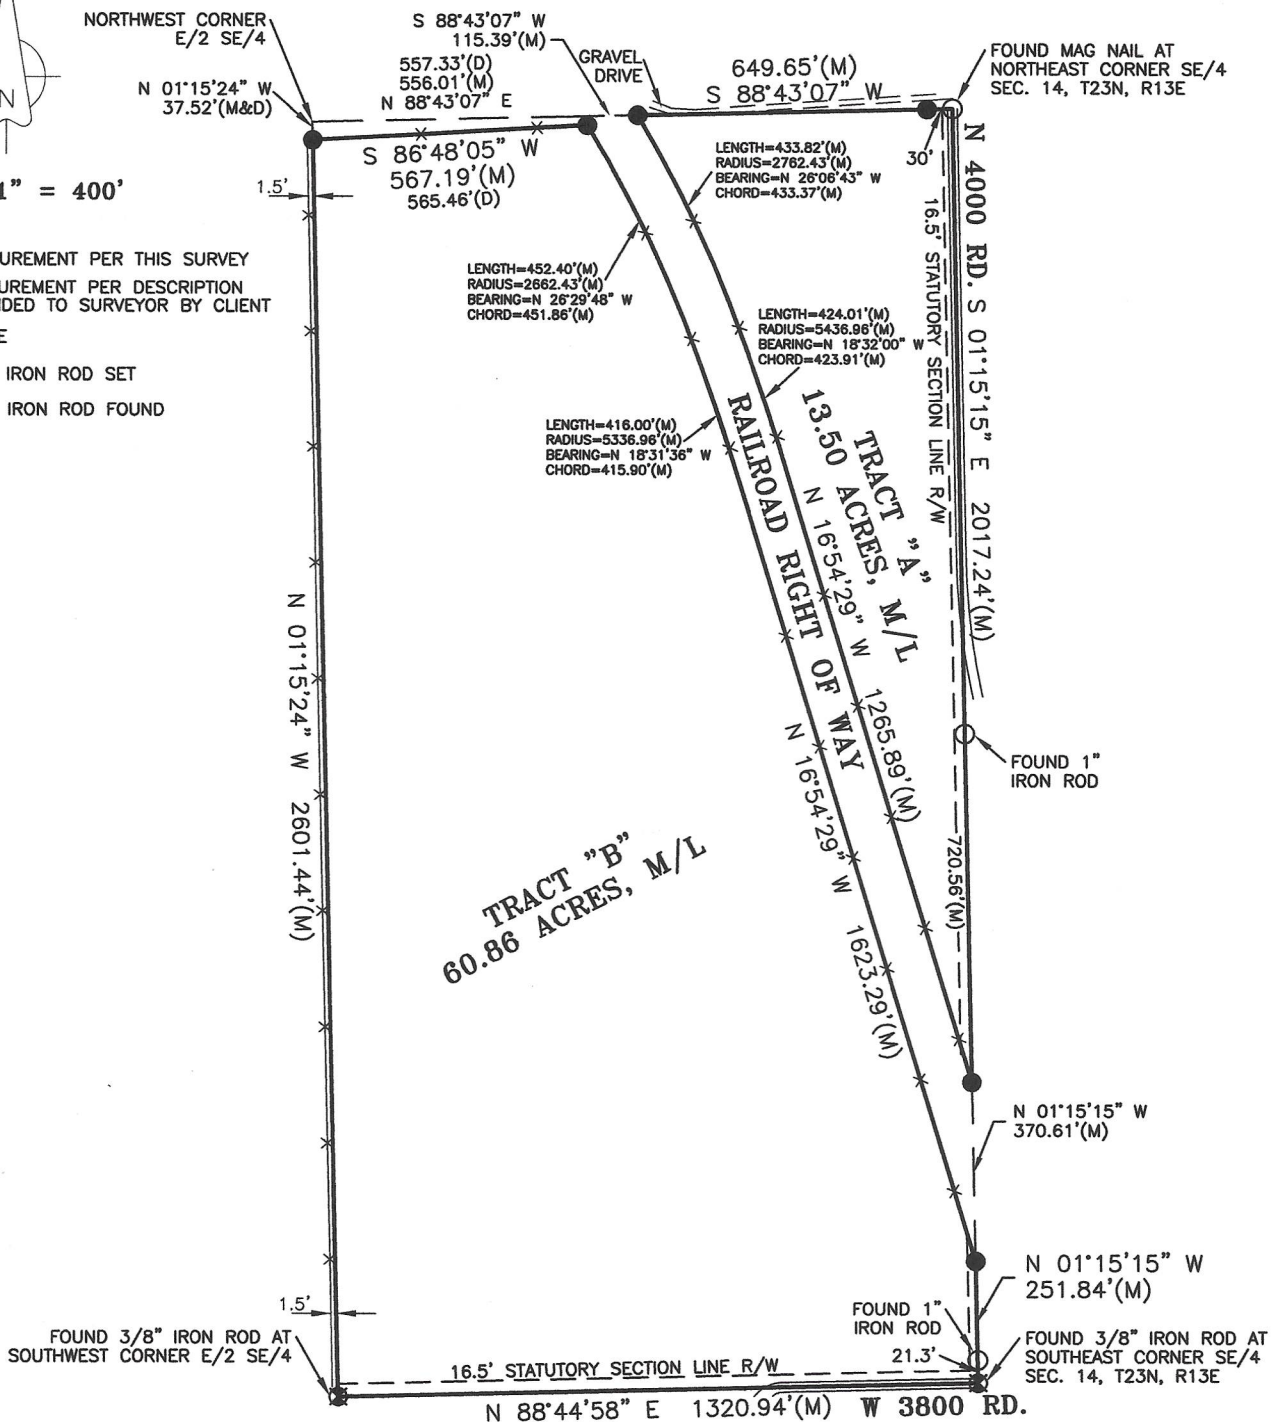 NORTHWEST CORNER
E/2 SE/4
N 01°15'24" W
37.52'(M&D)
S 88°43'07" W
115.39'(M)
557.33'(D)
556.01'(M)
N 88°43'07" E
GRAVEL
DRIVE
649.65'(M)
S 88°43'07" W
FOUND MAG NAIL AT
NORTHEAST CORNER SE/4
SEC. 14, T23N, R13E
N
1" = 400'
UREMENT PER THIS SURVEY
UREMENT PER DESCRIPTION
DED TO SURVEYOR BY CLIENT
E
IRON ROD SET
IRON ROD FOUND
1.5'
S 86°48'05" W
567.19'(M)
565.46'(D)
LENGTH=433.82'(M)
RADIUS=2762.43'(M)
BEARING=N 26°06'43" W
CHORD=433.37'(M)
30'
LENGTH=452.40'(M)
RADIUS=2662.43'(M)
BEARING=N 26°29'48" W
CHORD=451.86'(M)
LENGTH=424.01'(M)
RADIUS=5436.96'(M)
BEARING=N 18°32'00" W
CHORD=423.91'(M)
LENGTH=416.00'(M)
RADIUS=5336.96'(M)
BEARING=N 18°31'36" W
CHORD=415.90'(M)
16.5' STATUTORY SECTION LINE R/W
N 4000 RD.
S 01°15'15" E 2017.24'(M)
TRACT "A"
13.50 ACRES, M/L
RAILROAD RIGHT OF WAY
N 16°54'29" W 1265.89'(M)
N 16°54'29" W 1623.29'(M)
N 01°15'24" W 2601.44'(M)
FOUND 1"
IRON ROD
720.56'(M)
TRACT "B"
60.86 ACRES, M/L
N 01°15'15" W
370.61'(M)
N 01°15'15" W
251.84'(M)
1.5'
FOUND 1"
IRON ROD
21.3'
FOUND 3/8" IRON ROD AT
SOUTHWEST CORNER E/2 SE/4
16.5' STATUTORY SECTION LINE R/W
FOUND 3/8" IRON ROD AT
SOUTHEAST CORNER SE/4
SEC. 14, T23N, R13E
N 88°44'58" E 1320.94'(M)
W 3800 RD.